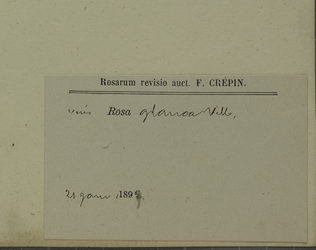 Rosarum revisio auct. F. CRÉPIN.
Rosa glauca Vill.
21 janv 189